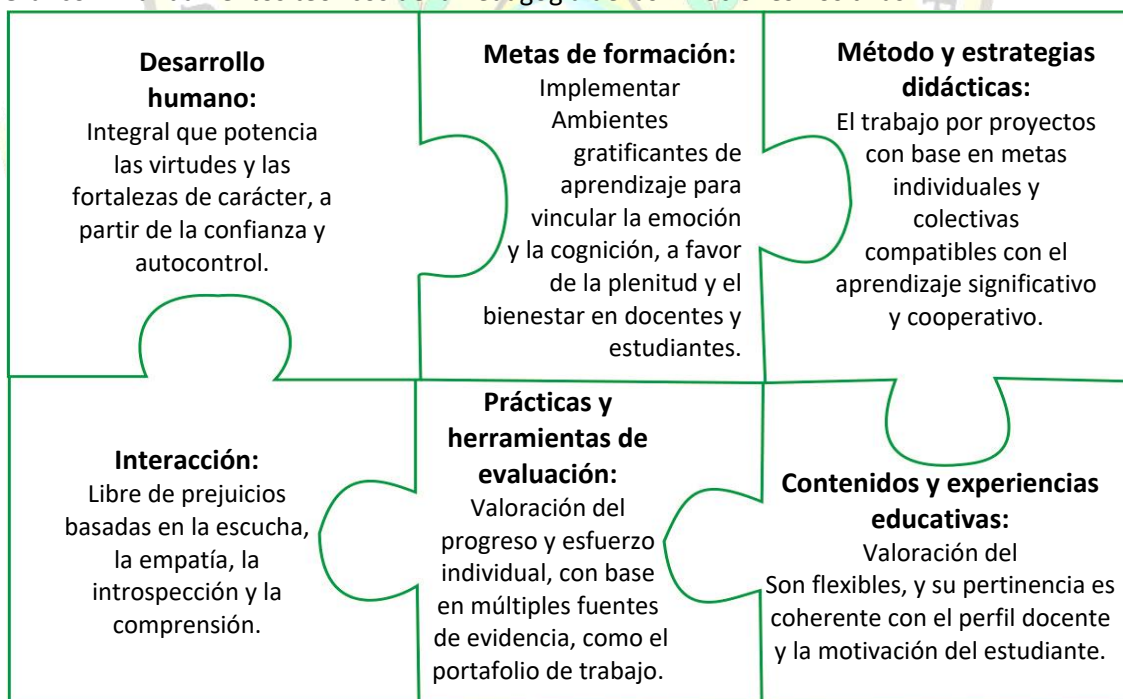 Desarrollo
humano:
Integral que potencia
las virtudes y las
fortalezas de carácter, a
partir de la confianza y
autocontrol.
Metas de formación:
Implementar
Ambientes
gratificantes de
aprendizaje para
vincular la emoción
y la cognición, a favor
de la plenitud y el
bienestar en docentes y
estudiantes.
Método y estrategias
didácticas:
El trabajo por proyectos
con base en metas
individuales y
colectivas
compatibles con el
aprendizaje significativo
y cooperativo.
Interacción:
Libre de prejuicios
basadas en la escucha,
la empatía, la
introspección y la
comprensión.
Prácticas y
herramientas de
evaluación:
Valoración del
progreso y esfuerzo
individual, con base
en múltiples fuentes
de evidencia, como el
portafolio de trabajo.
Contenidos y experiencias
educativas:
Valoración del
Son flexibles, y su pertinencia es
coherente con el perfil docente
y la motivación del estudiante.